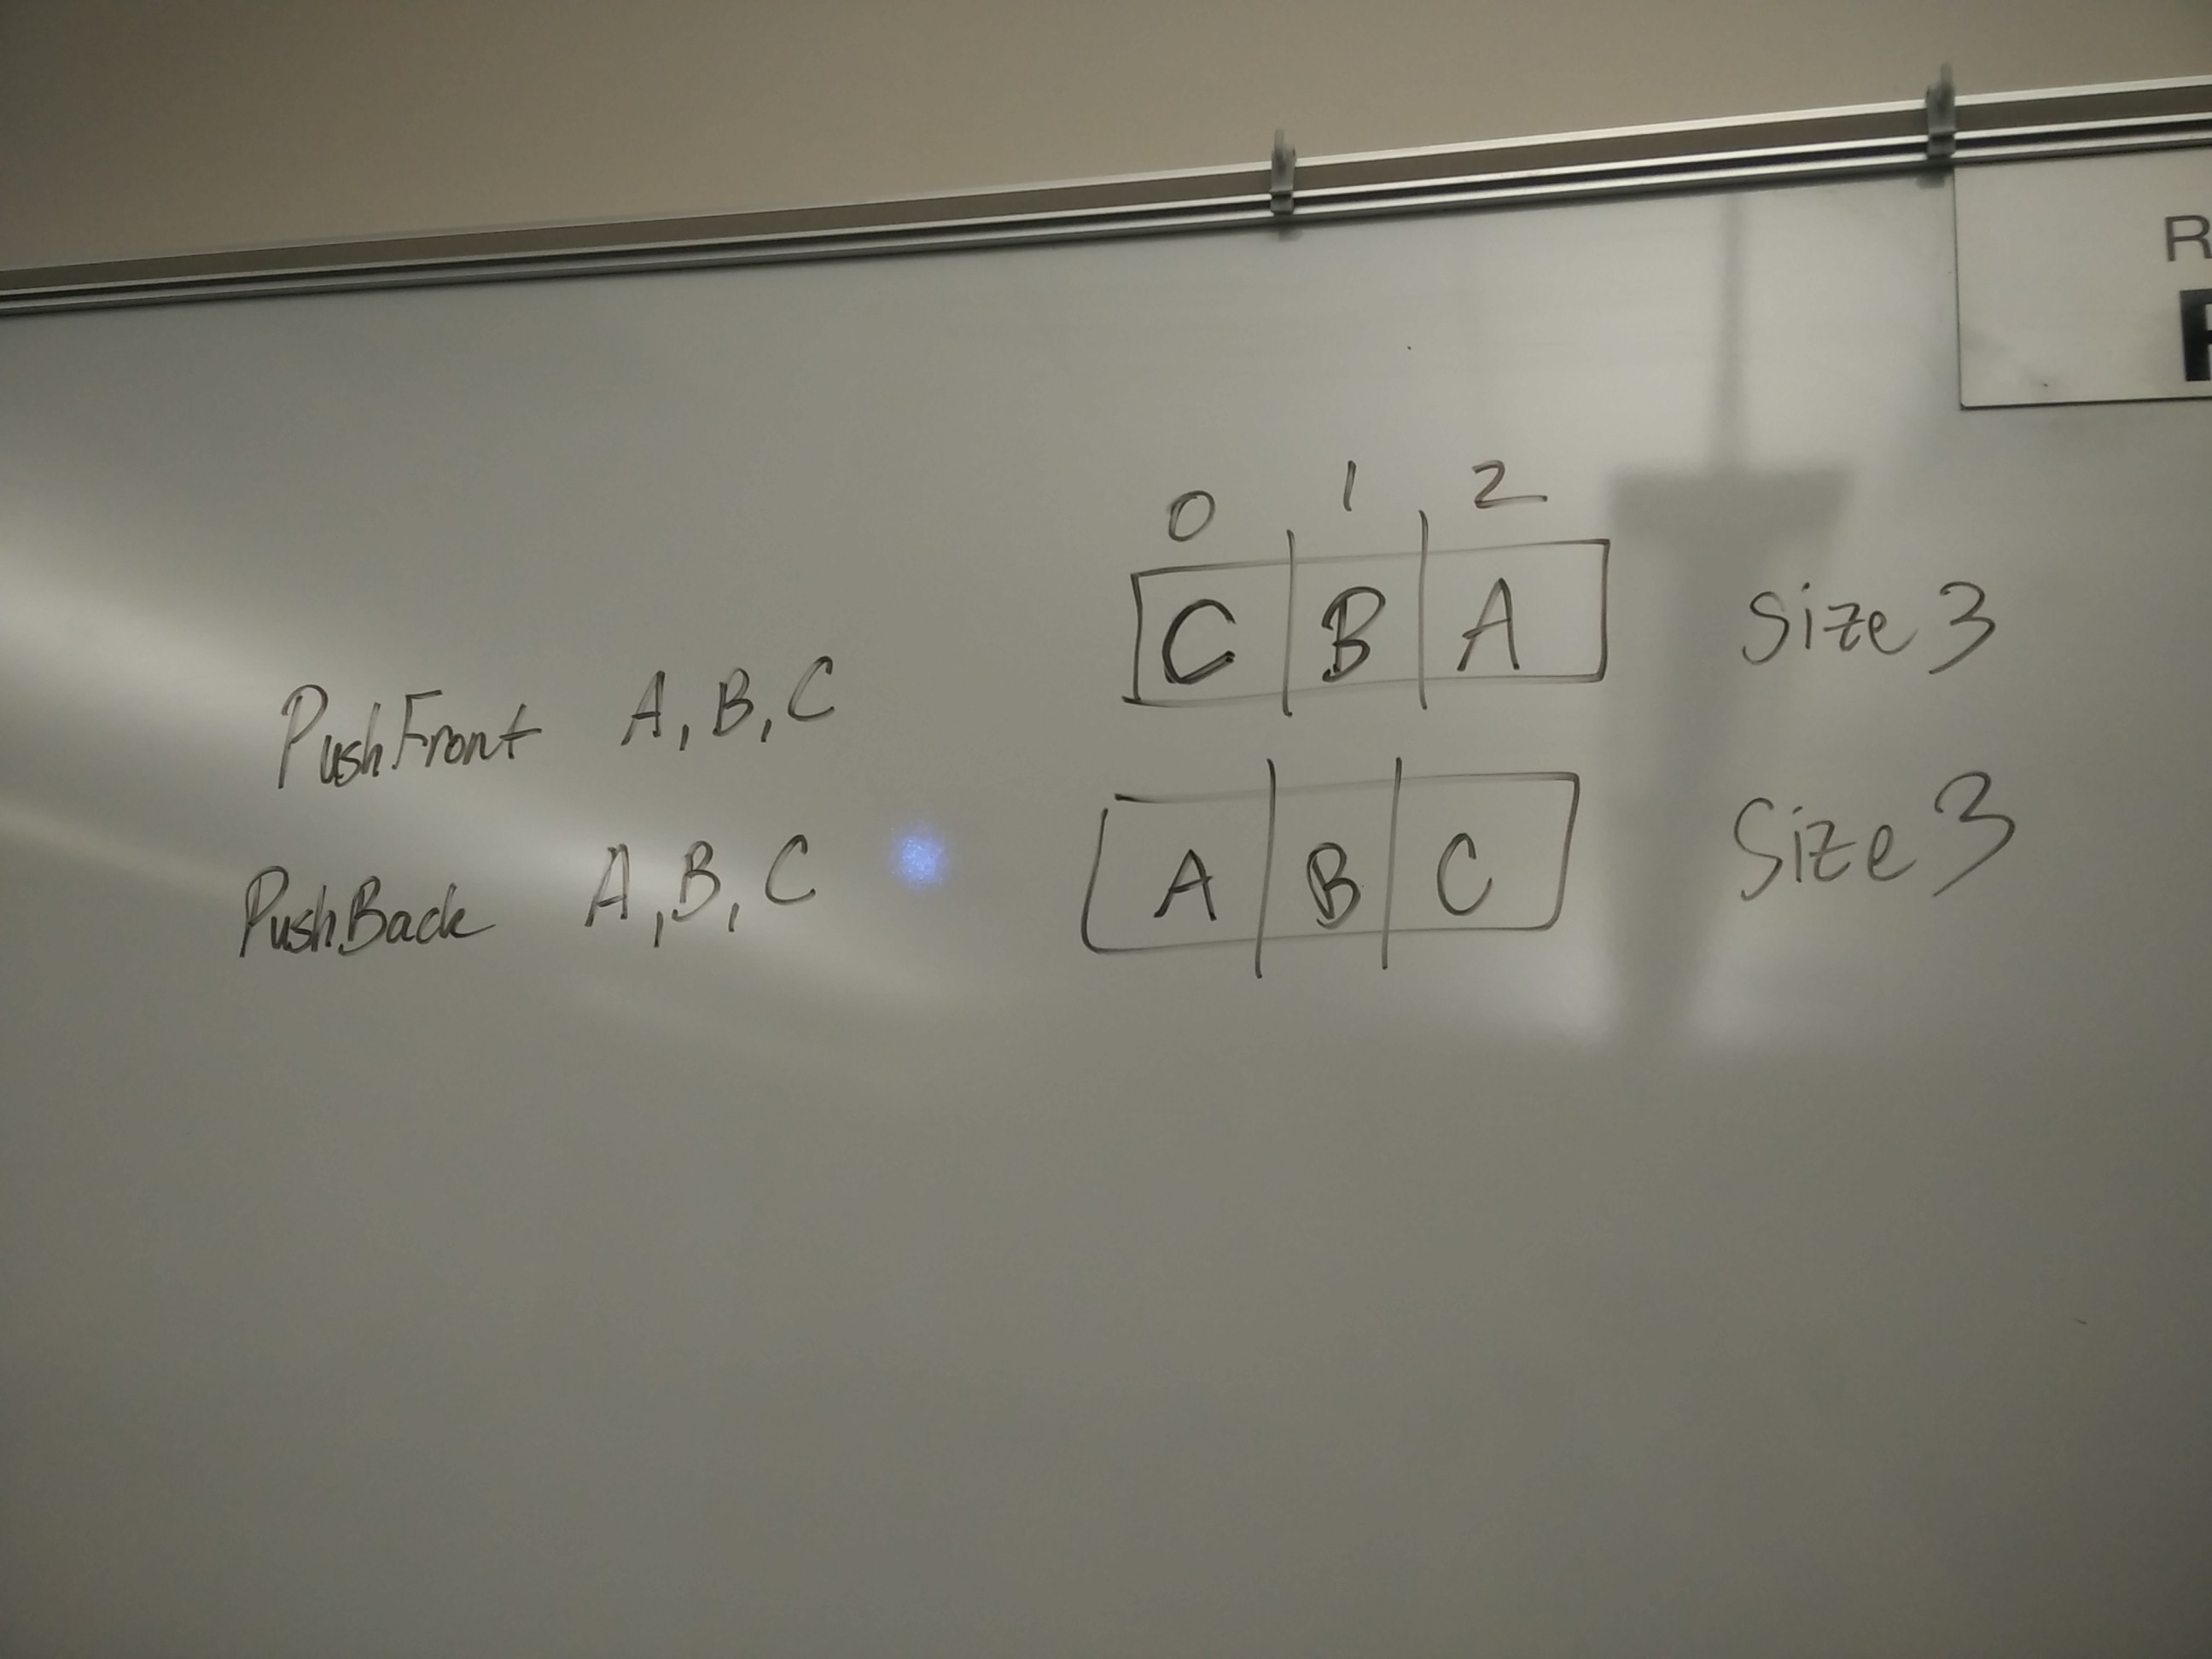 R
0 1 2
C B A Size 3
PushFront A, B, C
A B C Size 3
PushBack A, B, C